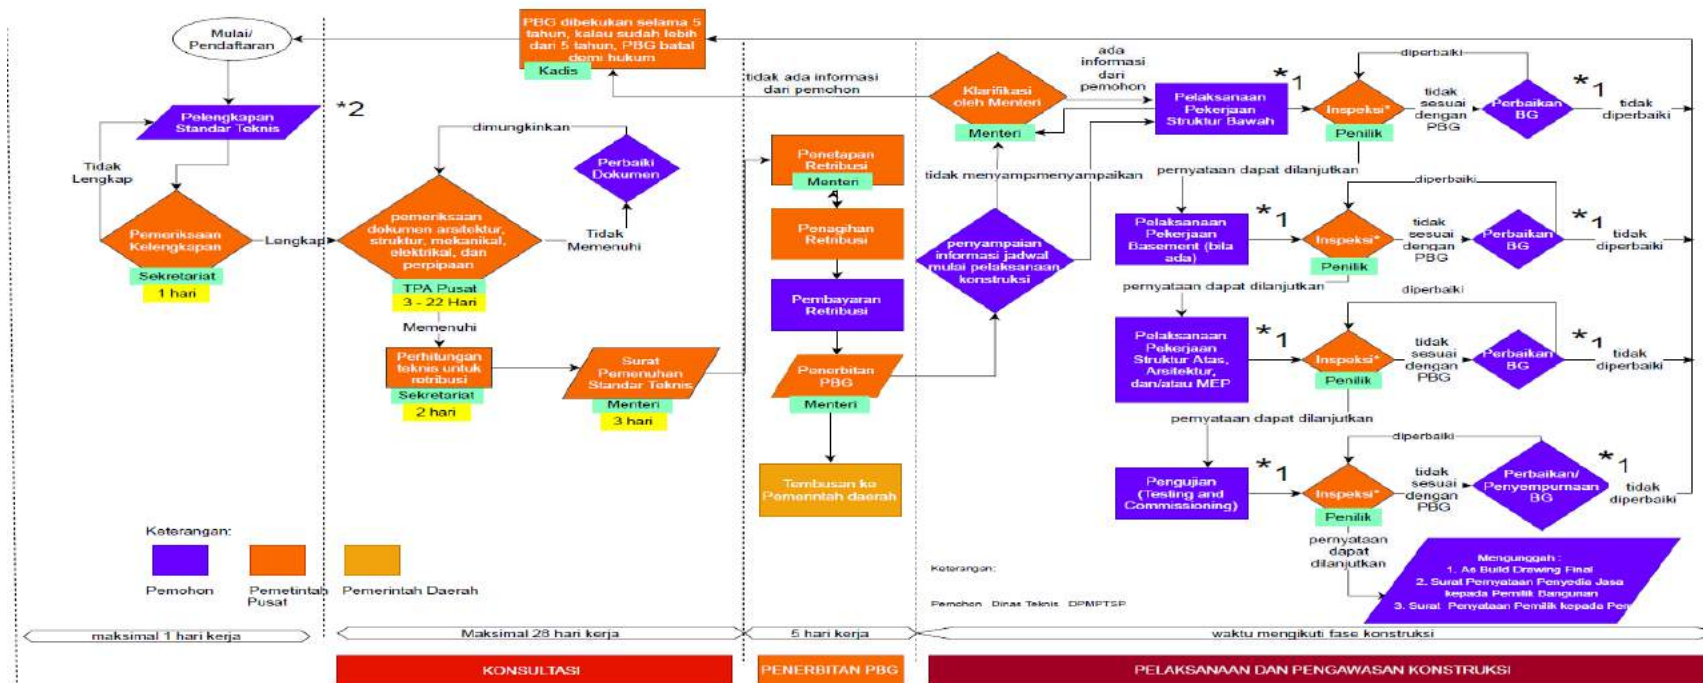 Mulai/
Pendaftaran
Pelengkapan
Standar Teknis
*2
Tidak
Lengkap
Pemeriksaan
Kelengkapan
Sekretariat
1 hari
Lengkap
PBG dibekukan selama 5
tahun, kalau sudah lebih
dari 5 tahun, PBG batal
demi hukum
Kadis
dimungkinkan
Perbaiki
Dokumen
Tidak
Memenuhi
pemeriksaan
dokumen arsitektur,
struktur, mekanikal,
elektrikal, dan
perpipaan
TPA Pusat
3 - 22 Hari
Memenuhi
Perhitungan
teknis untuk
retribusi
Sekretariat
2 hari
Surat
Pemenuhan
Standar Teknis
Menteri
3 hari
Penetapan
Retribusi
Menteri
Penagihan
Retribusi
Pembayaran
Retribusi
Penerbitan
PBG
Menteri
Tembusan ke
Pemerintah daerah
tidak ada informasi
dari pemohon
Klarifikasi
oleh Menteri
Menteri
ada
informasi
dari
pemohon
tidak menyampa
menyampaikan
penyampaian
informasi jadwal
mulai pelaksanaan
konstruksi
Pelaksanaan
Pekerjaan
Struktur Bawah
*1
Inspeksi*
Penilik
diperbaiki
tidak
sesuai
dengan
PBG
Perbaikan
BG
*1
tidak
diperbaiki
pernyataan dapat dilanjutkan
Pelaksanaan
Pekerjaan
Basement (bila
ada)
*1
Inspeksi*
Penilik
diperbaiki
tidak
sesuai
dengan
PBG
Perbaikan
BG
*1
tidak
diperbaiki
pernyataan dapat dilanjutkan
Pelaksanaan
Pekerjaan
Struktur Atas,
Arsitektur,
dan/atau MEP
*1
Inspeksi*
Penilik
diperbaiki
tidak
sesuai
dengan
PBG
Perbaikan
BG
*1
tidak
diperbaiki
pernyataan dapat dilanjutkan
Pengujian
(Testing and
Commissioning)
*1
Inspeksi*
Penilik
diperbaiki
tidak
sesuai
dengan
PBG
Perbaikan/
Penyempurnaan
BG
*1
tidak
diperbaiki
pernyataan
dapat
dilanjutkan
Mengunggah :
1. As Build Drawing Final
2. Surat Pernyataan Penyedia Jasa
kepada Pemilik Bangunan
3. Surat Penyataan Pemilik kepada Pem
Keterangan:
Pemohon
Pemetintah
Pusat
Pemerintah Daerah
Keterangan:
Pemohon Dinas Teknis DPMPTSP
maksimal 1 hari kerja
Maksimal 28 hari kerja
5 hari kerja
waktu mengikuti fase konstruksi
KONSULTASI
PENERBITAN PBG
PELAKSANAAN DAN PENGAWASAN KONSTRUKSI